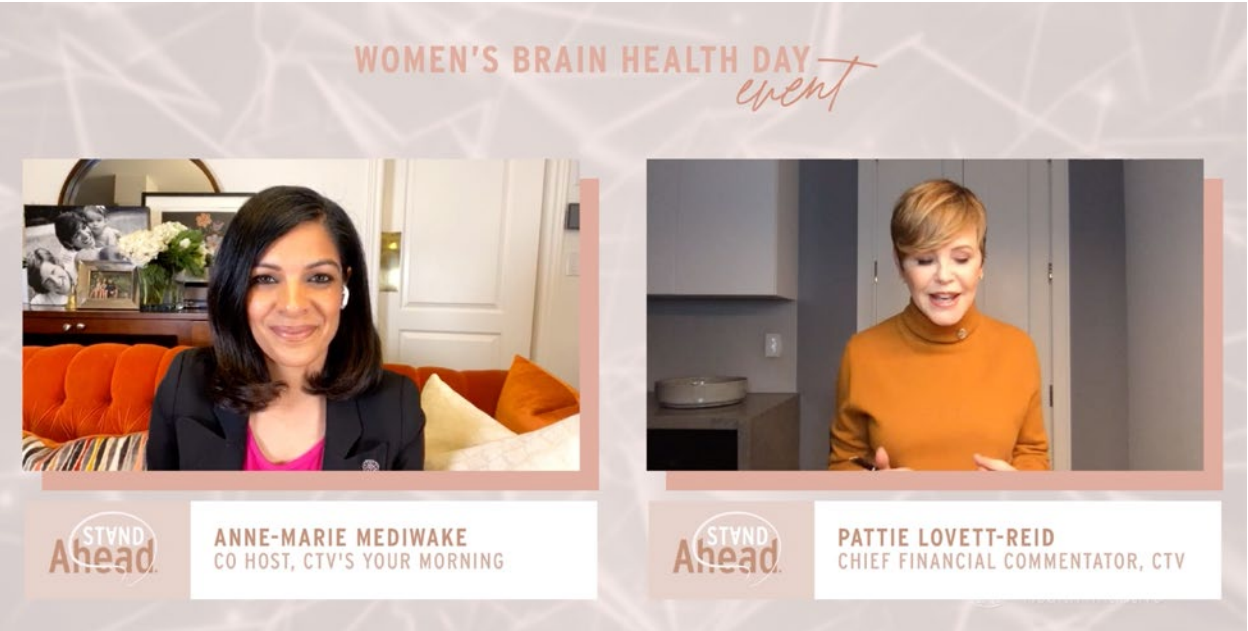 WOMEN'S BRAIN HEALTH DAY
event
STAND
Ahead.
ANNE-MARIE MEDIWAKE
CO HOST, CTV'S YOUR MORNING
STAND
Ahead.
PATTIE LOVETT-REID
CHIEF FINANCIAL COMMENTATOR, CTV